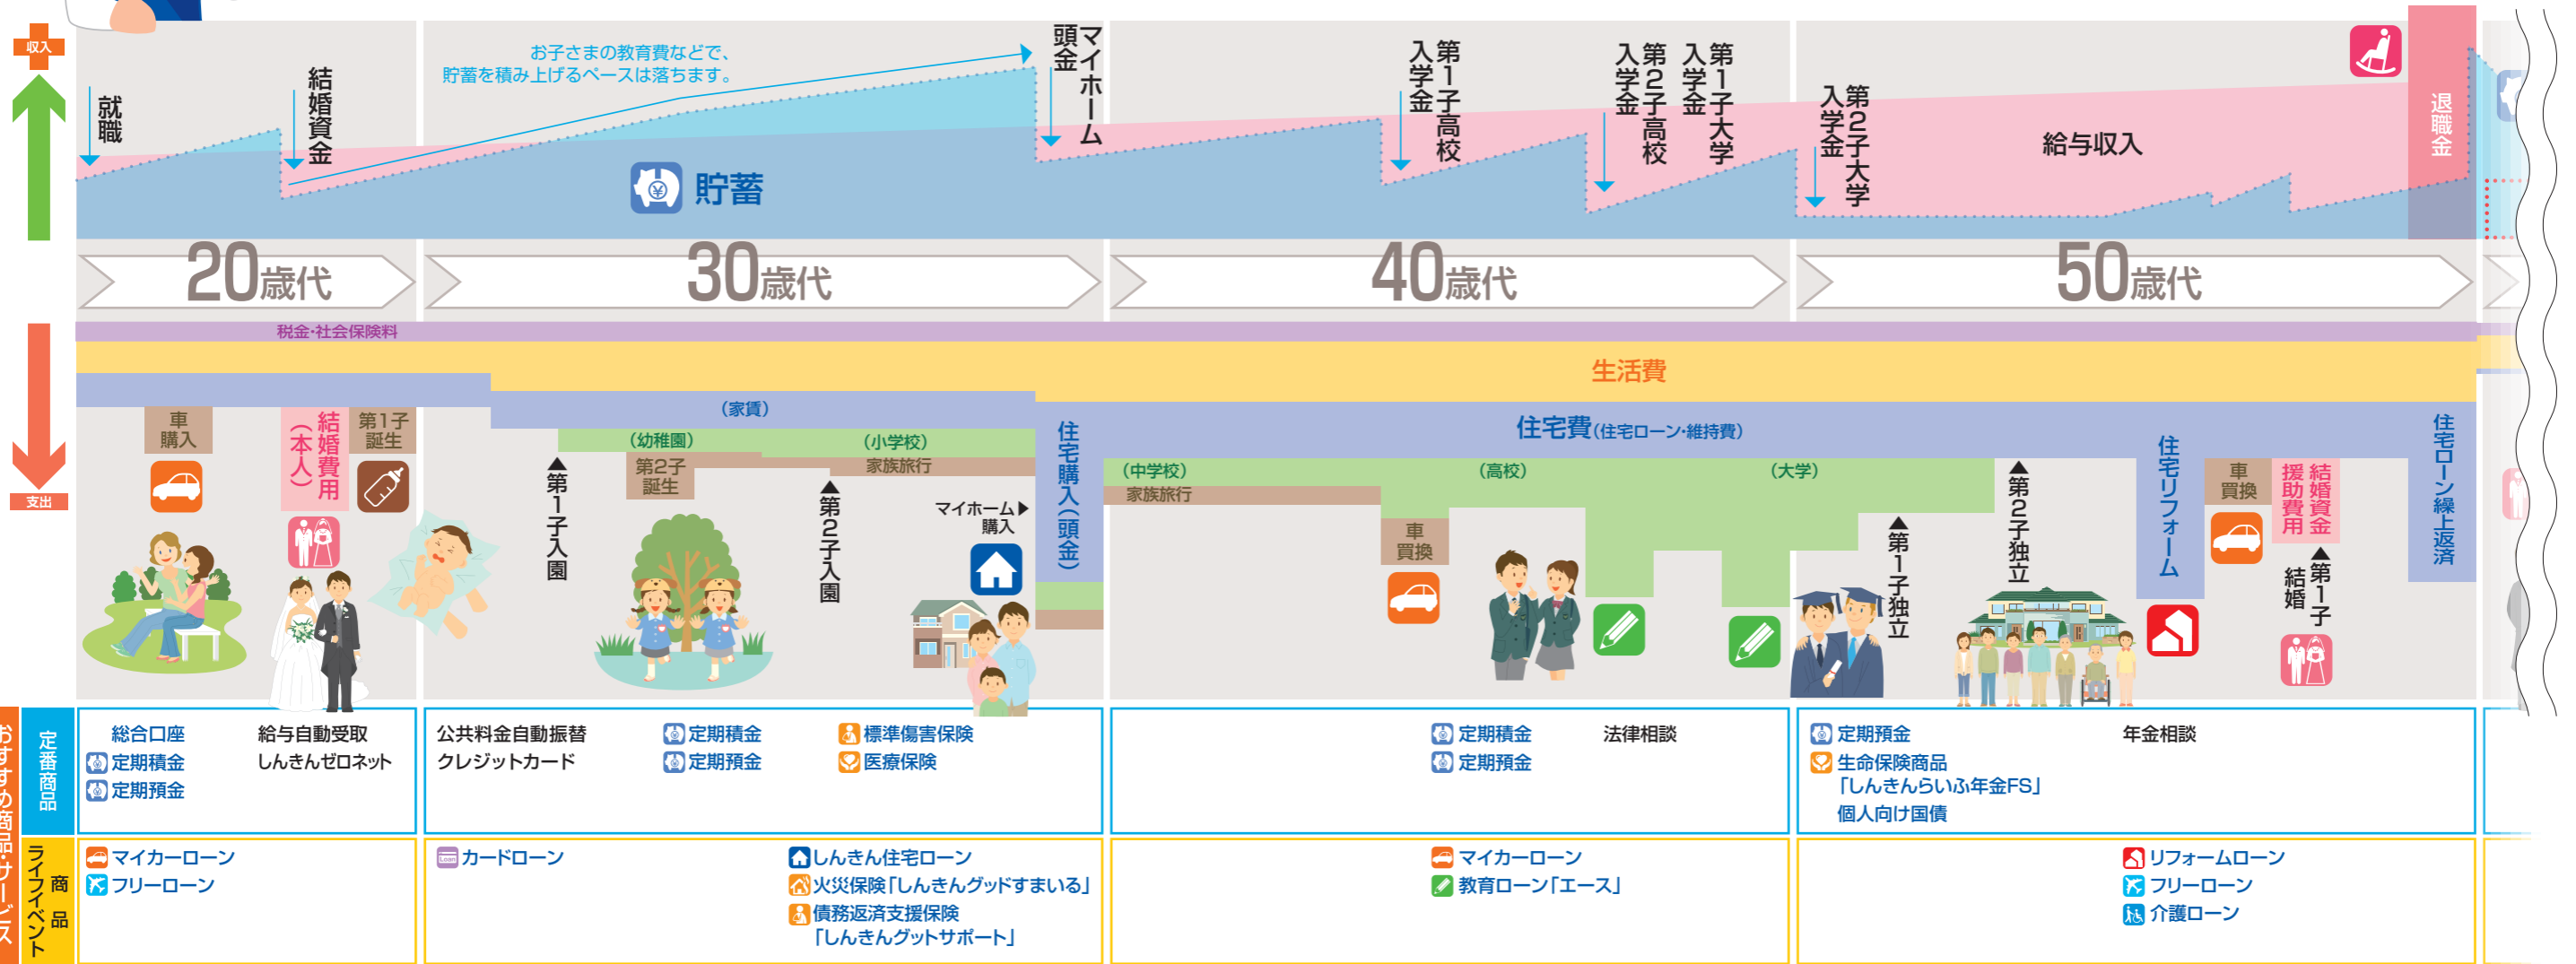 収入
就職
結婚資金
お子さまの教育費などで、
貯蓄を積み上げるペースは落ちます。
マイホーム
頭金
第1子高校
入学金
第2子高校
入学金
第1子大学
入学金
第2子大学
入学金
給与収入
退職金
貯蓄
20歳代
30歳代
40歳代
50歳代
税金・社会保険料
生活費
(家賃)
住宅費(住宅ローン・維持費)
支出
車
購入
結婚費用
(本人)
第1子
誕生
▲第1子入園
(幼稚園)
第2子
誕生
(小学校)
家族旅行
▲第2子入園
マイホーム▶
購入
住宅購入(頭金)
(中学校)
家族旅行
車
買換
(高校)
(大学)
▲第1子独立
▲第2子独立
住宅リフォーム
車
買換
結婚資金
援助費用
▲第1子
結婚
住宅ローン繰上返済
おすすめ商品・サービス
定番商品
総合口座
定期積金
定期預金
給与自動受取
しんきんゼロネット
公共料金自動振替
クレジットカード
定期積金
定期預金
標準傷害保険
医療保険
定期積金
定期預金
法律相談
定期預金
生命保険商品
「しんきんらいふ年金FS」
個人向け国債
年金相談
ライフイベント
商品
マイカーローン
フリーローン
Loan
カードローン
しんきん住宅ローン
火災保険「しんきんグッドすまいる」
債務返済支援保険
「しんきんグットサポート」
マイカーローン
教育ローン「エース」
リフォームローン
フリーローン
介護ローン